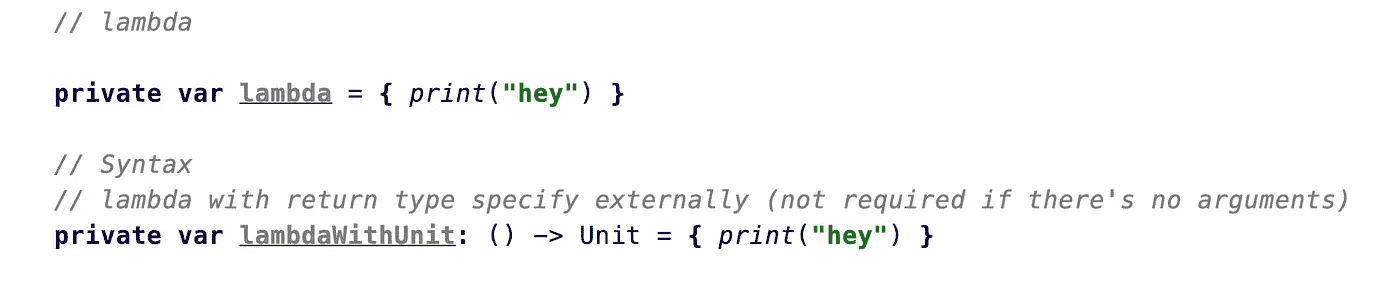 // lambda
private var lambda = { print("hey") }
// Syntax
// lambda with return type specify externally (not required if there's no arguments)
private var lambdaWithUnit: () -> Unit = { print("hey") }